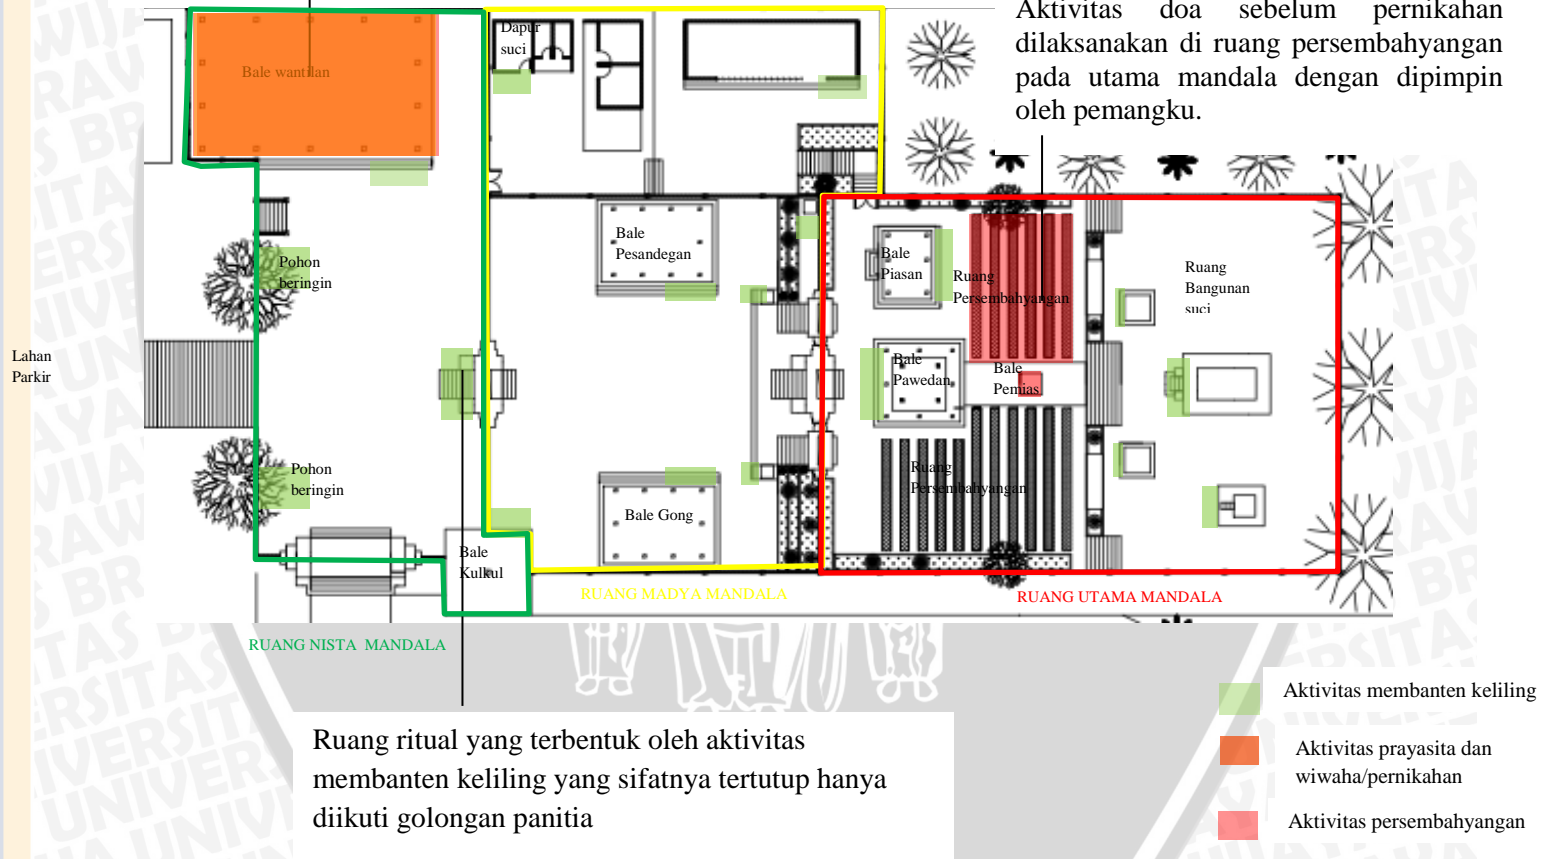 Aktivitas doa sebelum pernikahan
dilaksanakan di ruang persembahyangan
pada utama mandala dengan dipimpin
oleh pemangku.
Dapur
suci
Bale wantilan
Bale
Pesandegan
Bale
Piasan
Ruang
Persembahyangan
Ruang
Bangunan
suci
Pohon
beringin
Lahan
Parkir
Bale
Pawedan
Bale
Pemias
Pohon
beringin
Ruang
Persembahyangan
Bale Gong
Bale
Kulkul
RUANG MADYA MANDALA
RUANG UTAMA MANDALA
RUANG NISTA MANDALA
Ruang ritual yang terbentuk oleh aktivitas
membanten keliling yang sifatnya tertutup hanya
diikuti golongan panitia
Aktivitas membanten keliling
Aktivitas prayasita dan
wiwaha/pernikahan
Aktivitas persembahyangan